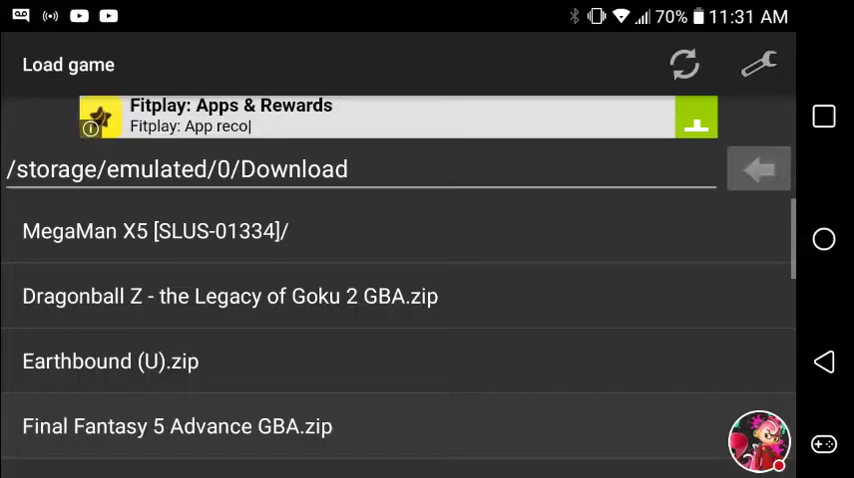 70% 11:31 AM
Load game
Fitplay: Apps & Rewards
Fitplay: App reco|
/storage/emulated/0/Download
MegaMan X5 [SLUS-01334]/
Dragonball Z - the Legacy of Goku 2 GBA.zip
Earthbound (U).zip
Final Fantasy 5 Advance GBA.zip